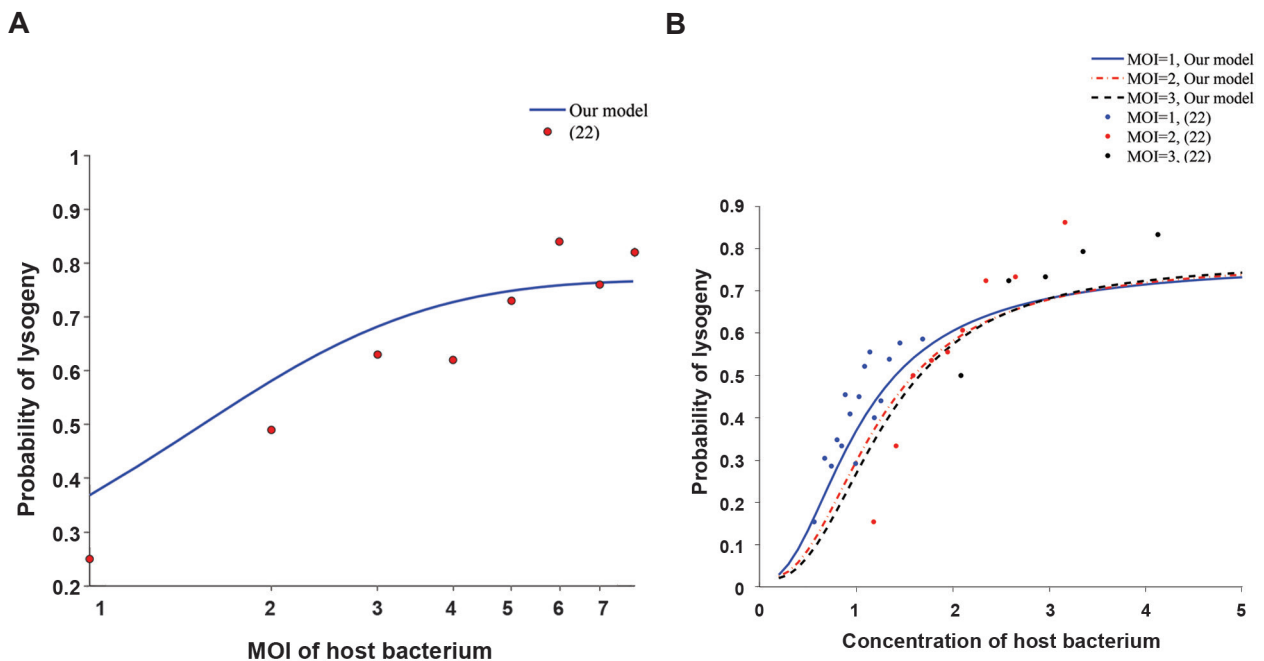 A
Our model
(22)
1
0.9
0.8
0.7
0.6
0.5
0.4
0.3
0.2
Probability of lysogeny
1 2 3 4 5 6 7
MOI of host bacterium
B
MOI=1, Our model
MOI=2, Our model
MOI=3, Our model
MOI=1, (22)
MOI=2, (22)
MOI=3, (22)
0.9
0.8
0.7
0.6
0.5
0.4
0.3
0.2
0.1
0
Probability of lysogeny
0 1 2 3 4 5
Concentration of host bacterium